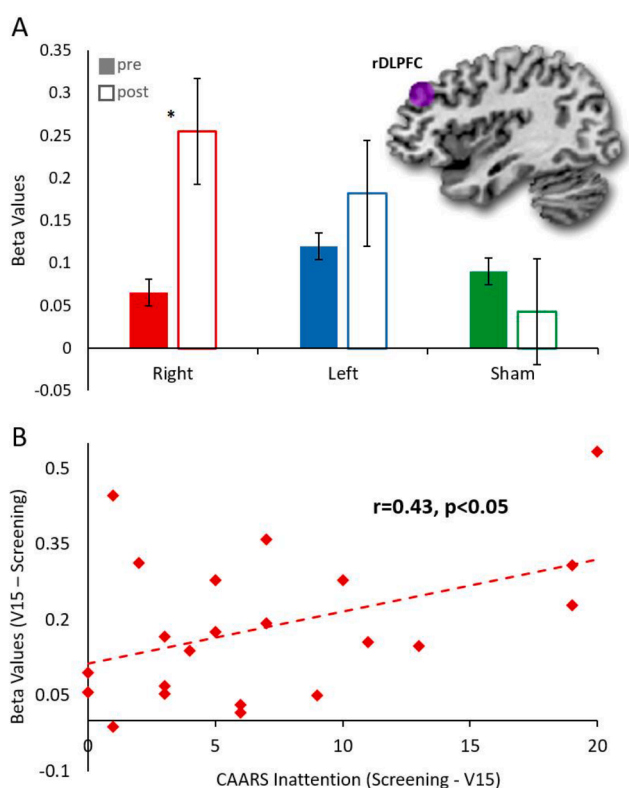 A
0.35
0.3
0.25
0.2
0.15
0.1
0.05
0
-0.05
Beta Values
pre
post
*
rDLPFC
Right Left Sham
B
0.5
0.35
0.2
0.05
-0.1
Beta Values (V15 – Screening)
r=0.43, p<0.05
0 5 10 15 20
CAARS Inattention (Screening - V15)